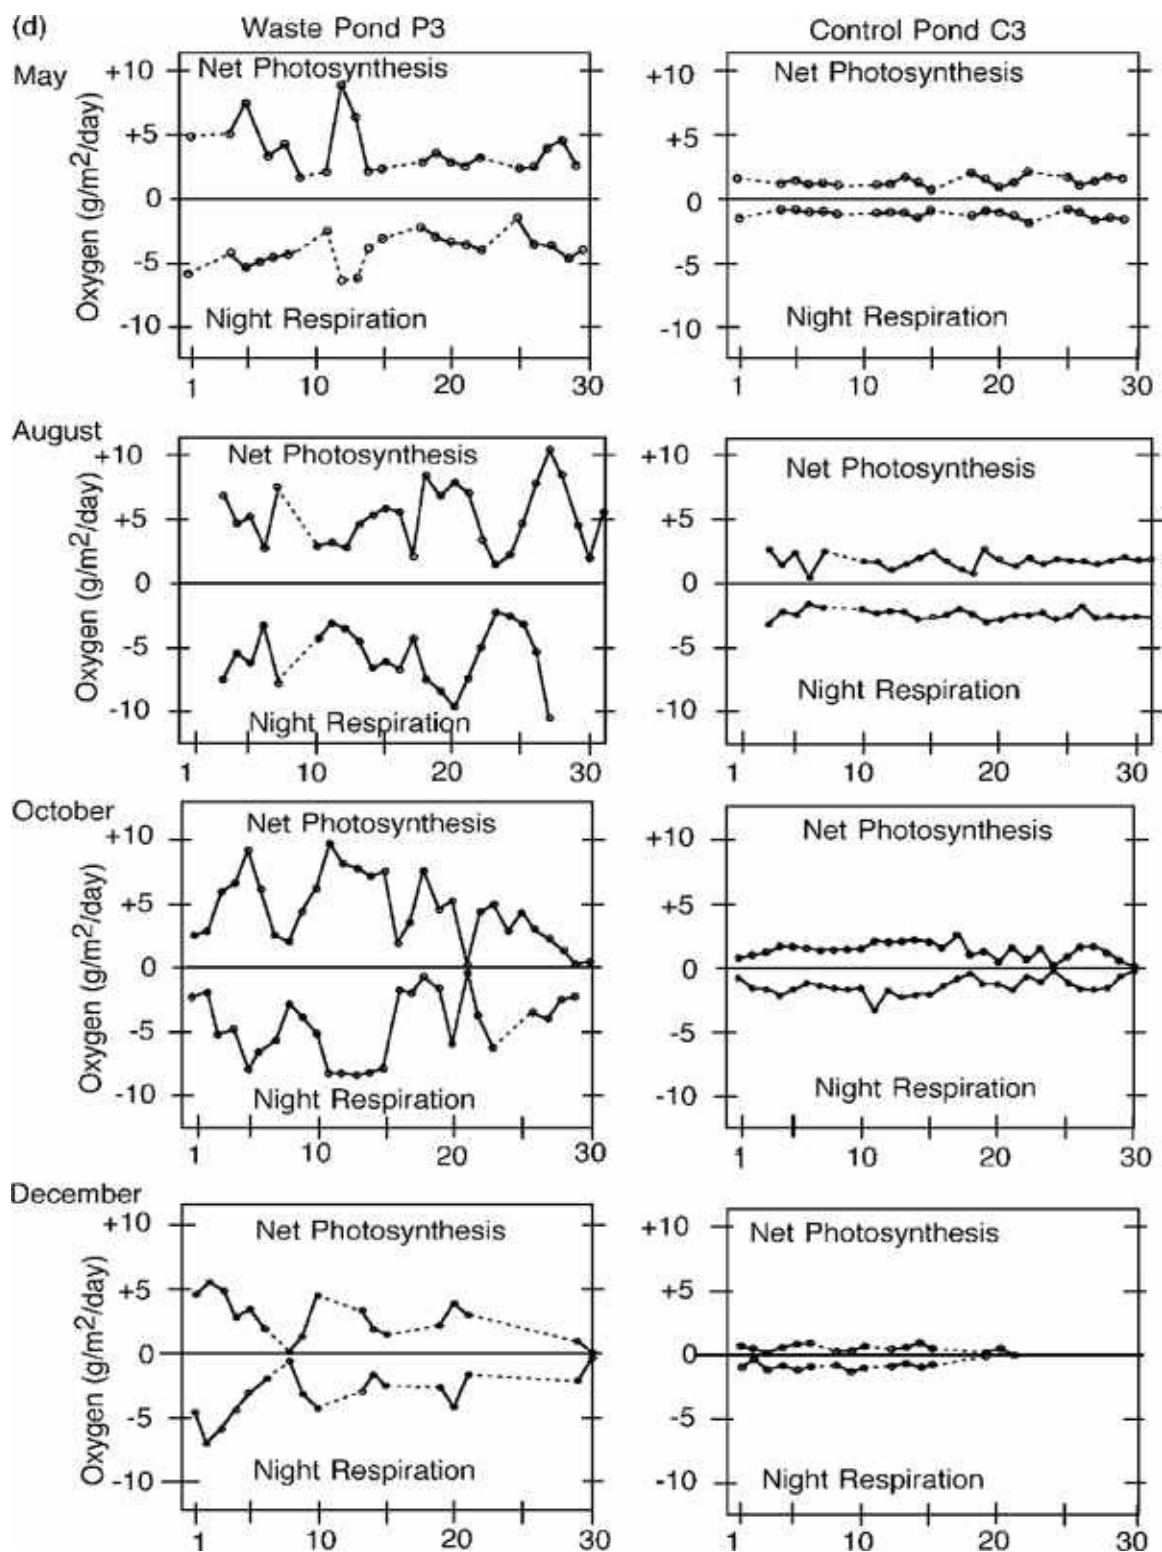 (d)
Waste Pond P3
Control Pond C3
May
Oxygen (g/m²/day)
+10
+5
0
-5
-10
Net Photosynthesis
Night Respiration
1
10
20
30
+10
+5
0
-5
-10
Net Photosynthesis
Night Respiration
1
10
20
30
August
Oxygen (g/m²/day)
+10
+5
0
-5
-10
Net Photosynthesis
Night Respiration
1
10
20
30
+10
+5
0
-5
-10
Net Photosynthesis
Night Respiration
1
10
20
30
October
Oxygen (g/m²/day)
+10
+5
0
-5
-10
Net Photosynthesis
Night Respiration
1
10
20
30
+10
+5
0
-5
-10
Net Photosynthesis
Night Respiration
1
10
20
30
December
Oxygen (g/m²/day)
+10
+5
0
-5
-10
Net Photosynthesis
Night Respiration
1
10
20
30
+10
+5
0
-5
-10
Net Photosynthesis
Night Respiration
1
10
20
30